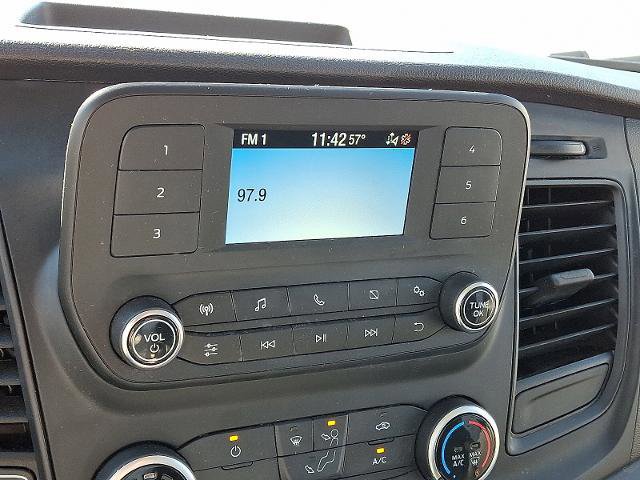 FM 1 11:42 57°
97.9
1
2
3
4
5
6
VOL
TUNE
OK
A/C
MAX
A/C
MAX